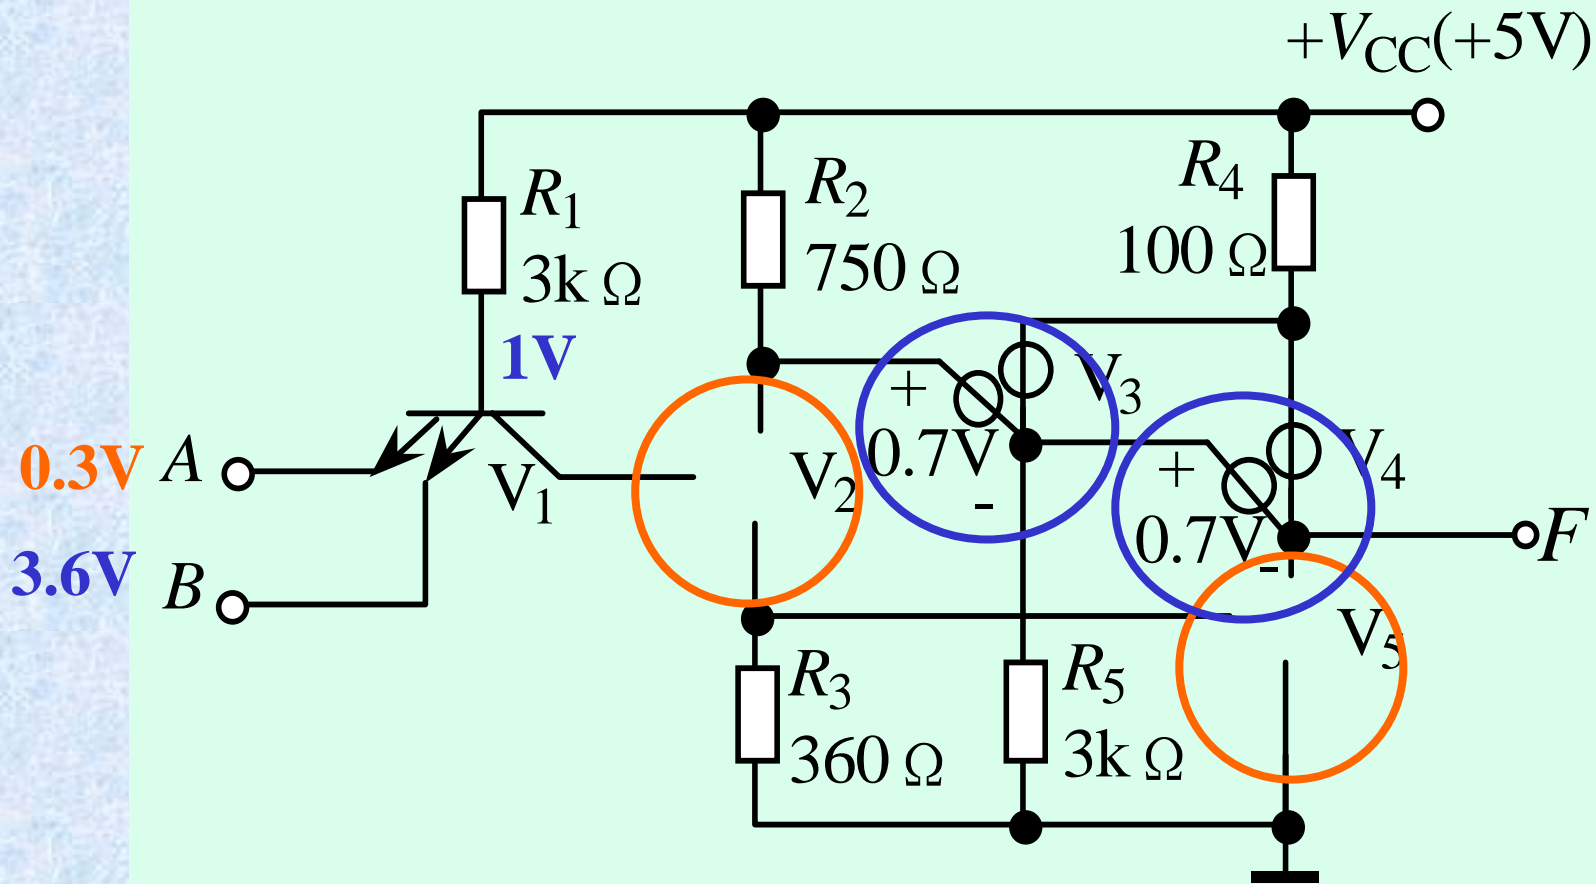 +VCC(+5V)
R1
3k Ω
R2
750 Ω
R4
100 Ω
1V
V3
+
0.7V
-
0.3V A
V1
V2
V4
+
0.7V
-
F
3.6V B
V5
R3
360 Ω
R5
3k Ω